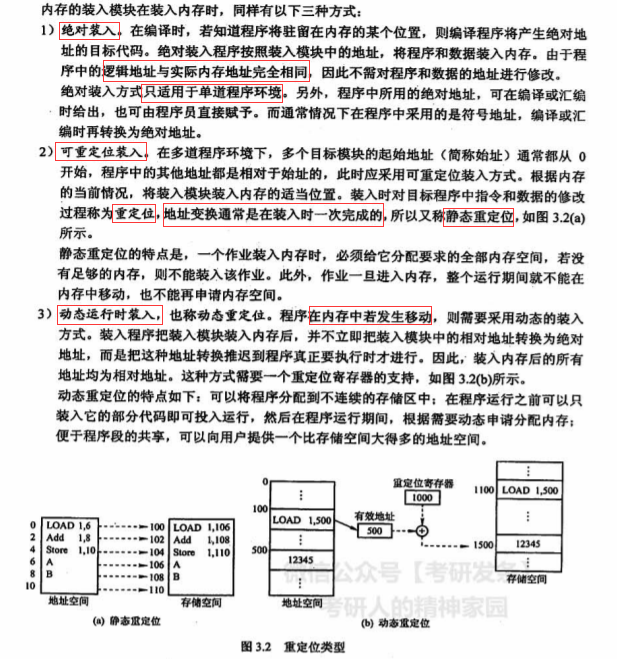 内存的装入模块在装入内存时，同样有以下三种方式：
1）绝对装入。在编译时，若知道程序将驻留在内存的某个位置，则编译程序将产生绝对地
址的目标代码。绝对装入程序按照装入模块中的地址，将程序和数据装入内存。由于程
序中的逻辑地址与实际内存地址完全相同，因此不需对程序和数据的地址进行修改。
绝对装入方式只适用于单道程序环境。另外，程序中所用的绝对地址，可在编译或汇编
时给出，也可由程序员直接赋予。而通常情况下在程序中采用的是符号地址，编译或汇
编时再转换为绝对地址。
2）可重定位装入。在多道程序环境下，多个目标模块的起始地址（简称始址）通常都从 0
开始，程序中的其他地址都是相对于始址的，此时应采用可重定位装入方式。根据内存
的当前情况，将装入模块装入内存的适当位置。装入时对目标程序中指令和数据的修改
过程称为重定位，地址变换通常是在装入时一次完成的，所以又称静态重定位，如图 3.2(a)
所示。
静态重定位的特点是，一个作业装入内存时，必须给它分配要求的全部内存空间，若没
有足够的内存，则不能装入该作业。此外，作业一旦进入内存，整个运行期间就不能在
内存中移动，也不能再申请内存空间。
3）动态运行时装入，也称动态重定位。程序在内存中若发生移动，则需要采用动态的装入
方式。装入程序把装入模块装入内存后，并不立即把装入模块中的相对地址转换为绝对
地址，而是把这种地址转换推迟到程序真正要执行时才进行。因此，装入内存后的所有
地址均为相对地址。这种方式需要一个重定位寄存器的支持，如图 3.2(b)所示。
动态重定位的特点如下：可以将程序分配到不连续的存储区中；在程序运行之前可以只
装入它的部分代码即可投入运行，然后在程序运行期间，根据需要动态申请分配内存；
便于程序段的共享，可以向用户提供一个比存储空间大得多的地址空间。
0 LOAD 1,6 100 LOAD 1,106
2 Add 1,8 102 Add 1,108
4 Store 1,10 104 Store 1,110
6 A 106 A
8 B 108 B
10 110
地址空间 存储空间
(a) 静态重定位
0
⋮
100
LOAD 1,500
⋮
500
12345
⋮
地址空间
有效地址
500
重定位寄存器
1000
+
⋮
1100 LOAD 1,500
⋮
1500 12345
⋮
存储空间
(b) 动态重定位
微信公众号【考研发条】
考研人的精神家园
图 3.2 重定位类型